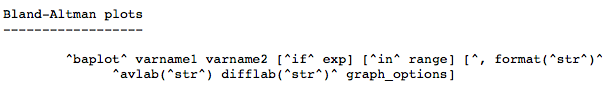 Bland-Altman plots
------------------
^baplot^ varname1 varname2 [^if^ exp] [^in^ range] [^, format(^str^)^
^avlab(^str^) difflab(^str^)^ graph_options]